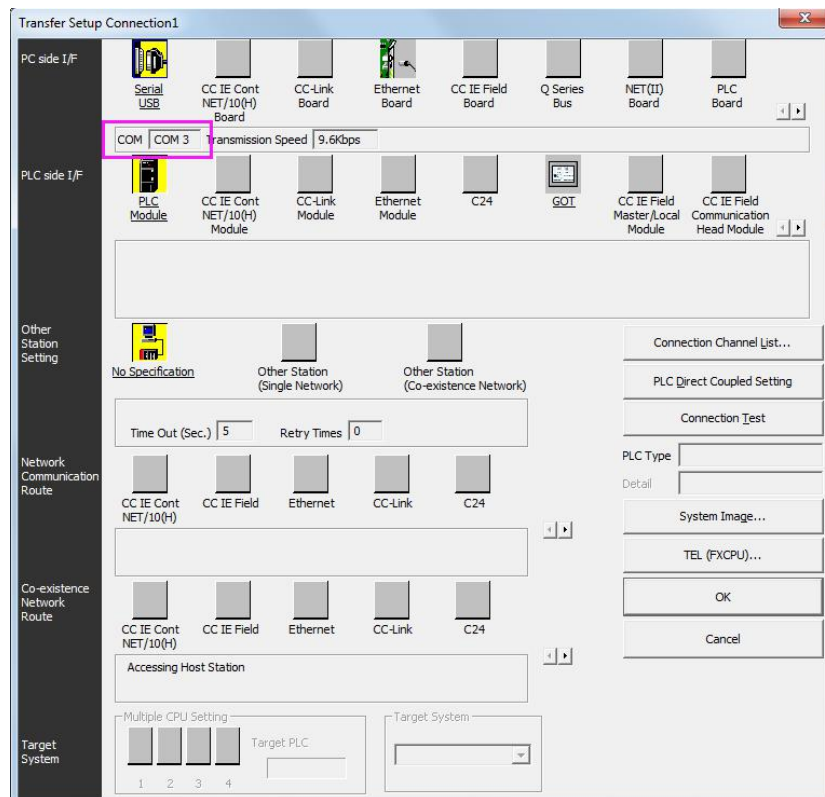 Transfer Setup Connection1
PC side I/F
Serial
USB
CC IE Cont
NET/10(H)
Board
CC-Link
Board
Ethernet
Board
CC IE Field
Board
Q Series
Bus
NET(II)
Board
PLC
Board
COM COM 3 Transmission Speed 9.6Kbps
PLC side I/F
PLC
Module
CC IE Cont
NET/10(H)
Module
CC-Link
Module
Ethernet
Module
C24
GOT
CC IE Field
Master/Local
Module
CC IE Field
Communication
Head Module
Other
Station
Setting
No Specification
Other Station
(Single Network)
Other Station
(Co-existence Network)
Time Out (Sec.) 5 Retry Times 0
Connection Channel List...
PLC Direct Coupled Setting
Connection Test
PLC Type
Detail
System Image...
TEL (FXCPU)...
OK
Cancel
Network
Communication
Route
CC IE Cont
NET/10(H)
CC IE Field
Ethernet
CC-Link
C24
Co-existence
Network
Route
CC IE Cont
NET/10(H)
CC IE Field
Ethernet
CC-Link
C24
Accessing Host Station
Target
System
Multiple CPU Setting
Target PLC
1 2 3 4
Target System